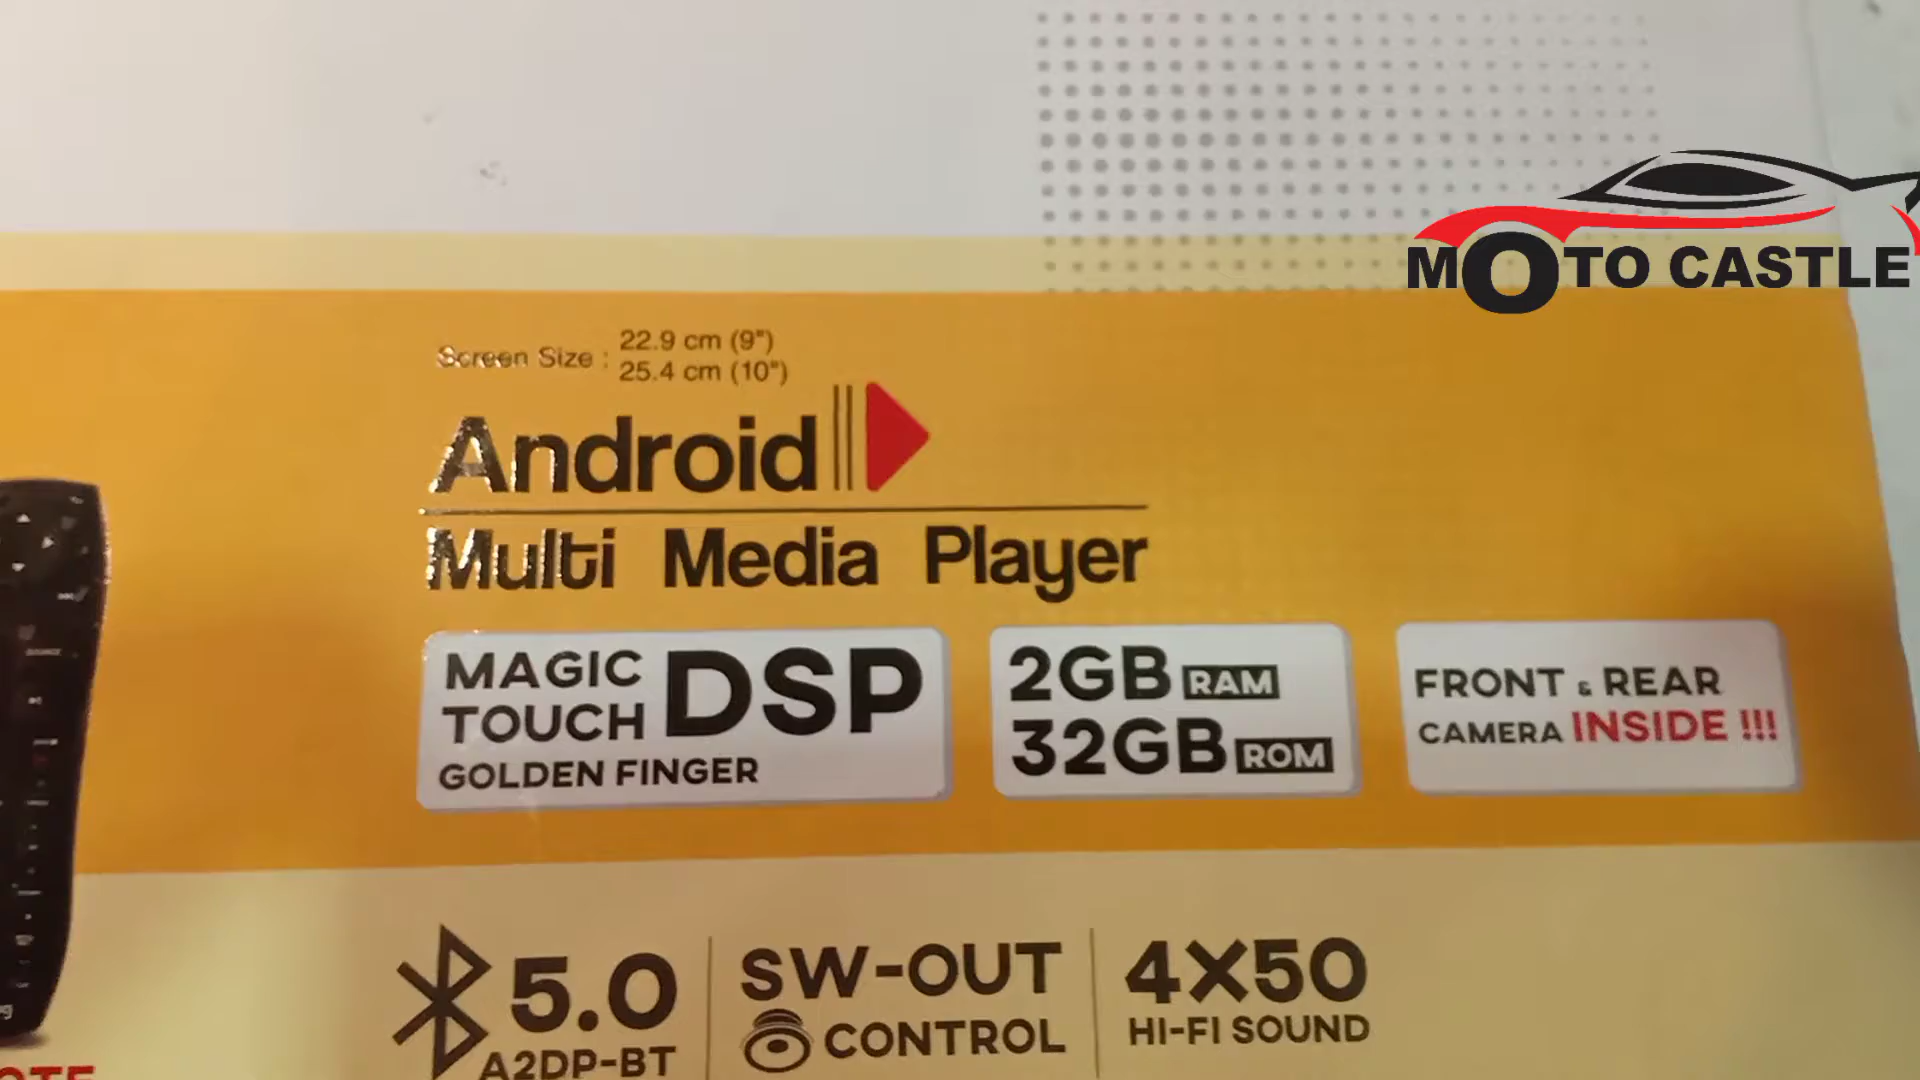 MOTO CASTLE
Screen Size : 22.9 cm (9")
25.4 cm (10")
Android
Multi Media Player
MAGIC TOUCH DSP
GOLDEN FINGER
2GB RAM
32GB ROM
FRONT & REAR
CAMERA INSIDE !!!
5.0
A2DP-BT
SW-OUT
CONTROL
4X50
HI-FI SOUND